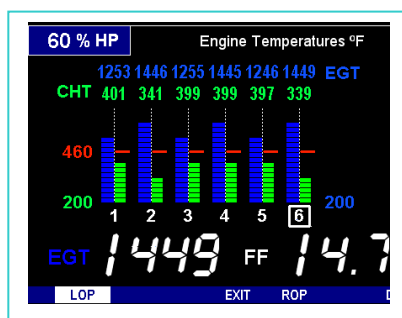 60 % HP
Engine Temperatures ºF
1253 1446 1255 1445 1246 1449 EGT
CHT 401 341 399 399 397 339
460
200 200
1 2 3 4 5 6
EGT 1449 FF 14.7
LOP EXIT ROP